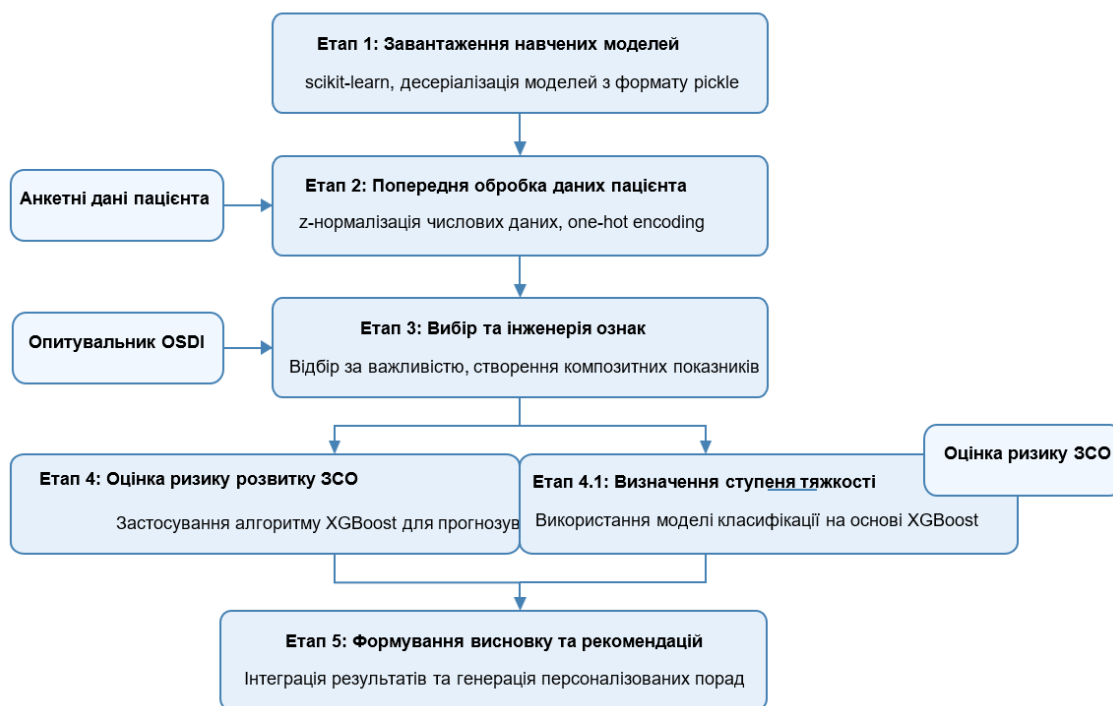 Етап 1: Завантаження навчених моделей
scikit-learn, десеріалізація моделей з формату pickle
Анкетні дані пацієнта
Етап 2: Попередня обробка даних пацієнта
z-нормалізація числових даних, one-hot encoding
Опитувальник OSDI
Етап 3: Вибір та інженерія ознак
Відбір за важливістю, створення композитних показників
Етап 4: Оцінка ризику розвитку ЗСО
Застосування алгоритму XGBoost для прогнозув
Етап 4.1: Визначення ступеня тяжкості
Використання моделі класифікації на основі XGBoost
Оцінка ризику ЗСО
Етап 5: Формування висновку та рекомендацій
Інтеграція результатів та генерація персоналізованих порад